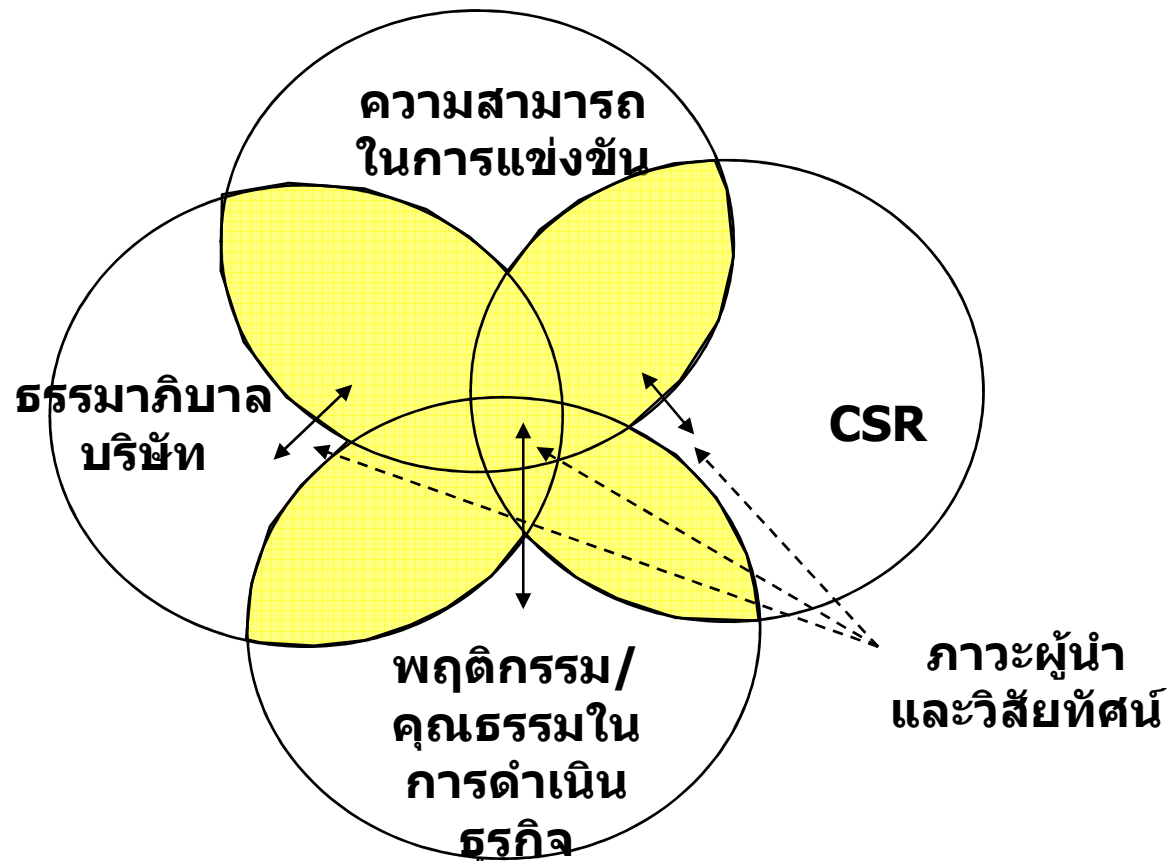 ความสามารถ
ในการแข่งขัน
ธรรมาภิบาล
บริษัท
CSR
พฤติกรรม/
คุณธรรมใน
การดำเนิน
ธุรกิจ
ภาวะผู้นำ
และวิสัยทัศน์